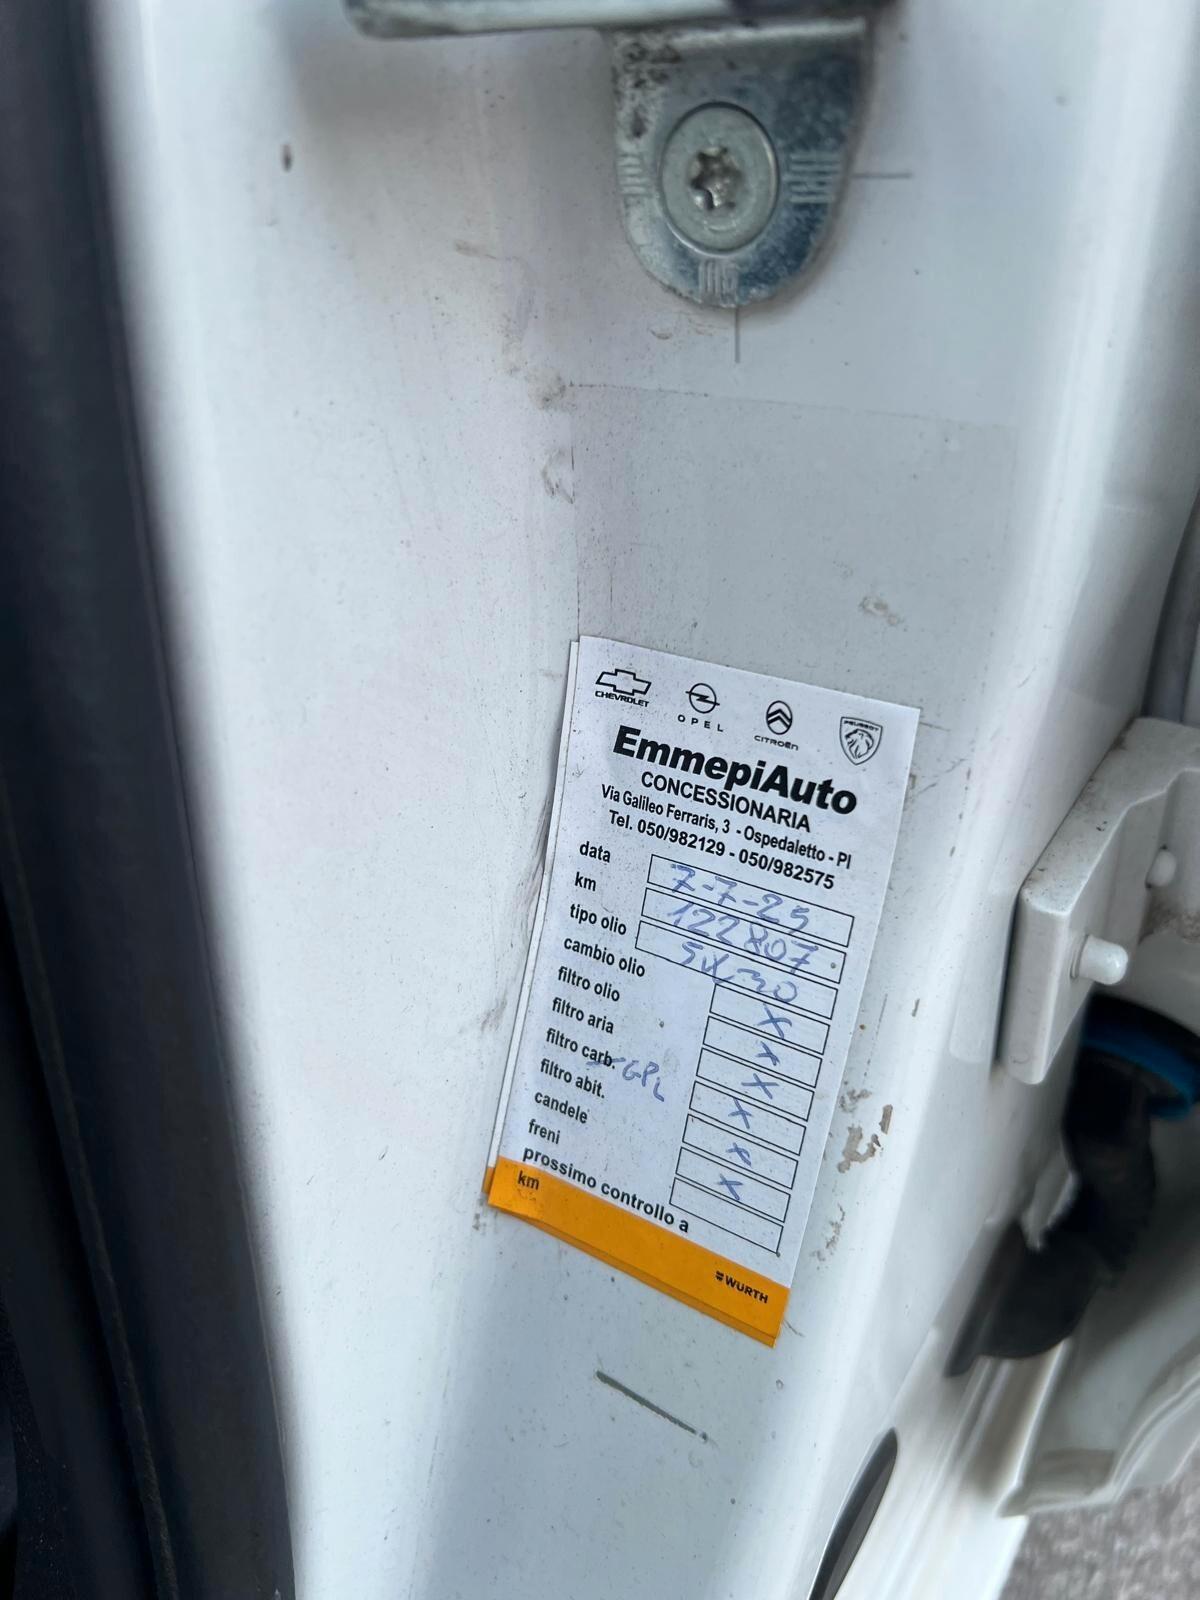 CHEVROLET OPEL CITROËN PEUGEOT
EmmepiAuto
CONCESSIONARIA
Via Galileo Ferraris, 3 - Ospedaletto - PI
Tel. 050/982129 - 050/982575
data 7-7-25
km 122807
tipo olio 5W30
cambio olio X
filtro olio X
filtro aria X
filtro carb. - GPL X
filtro abit. X
candele X
freni
prossimo controllo a
km
WÜRTH